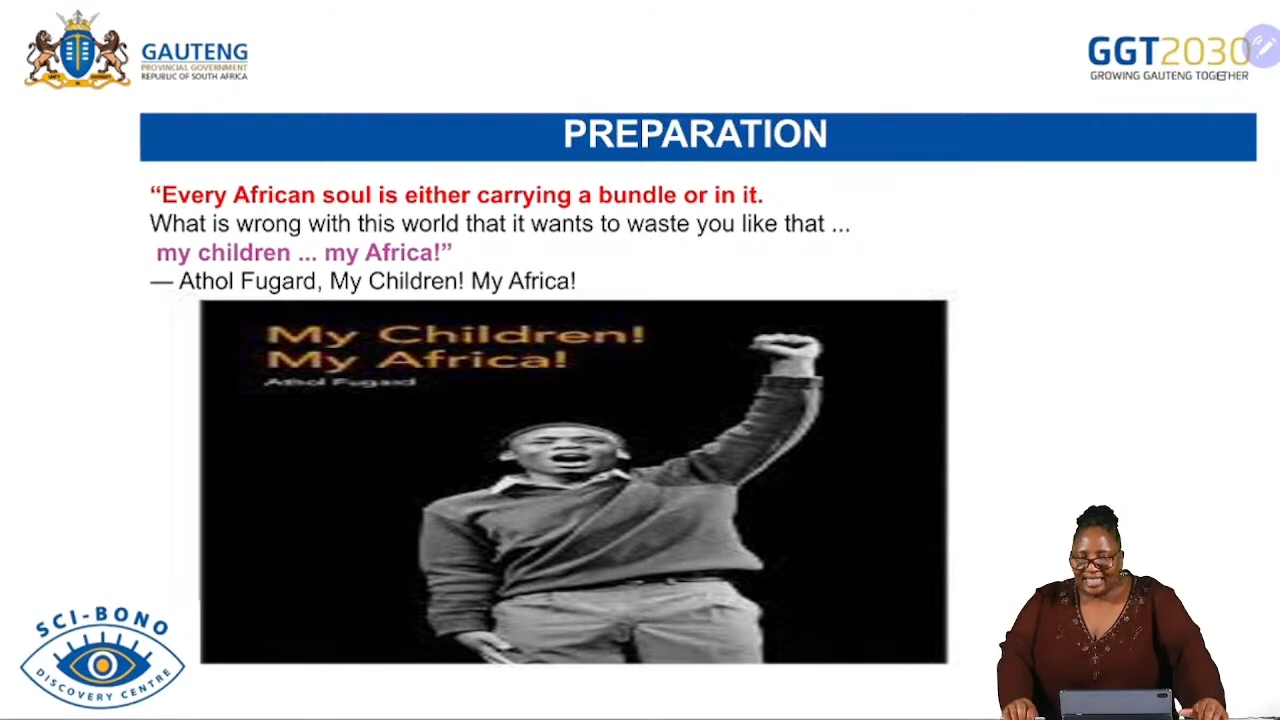 GAUTENG
PROVINCIAL GOVERNMENT
REPUBLIC OF SOUTH AFRICA
GGT2030
GROWING GAUTENG TOGETHER
PREPARATION
“Every African soul is either carrying a bundle or in it.
What is wrong with this world that it wants to waste you like that ...
my children ... my Africa!”
— Athol Fugard, My Children! My Africa!
My Children!
My Africa!
Athol Fugard
SCI-BONO
DISCOVERY CENTRE